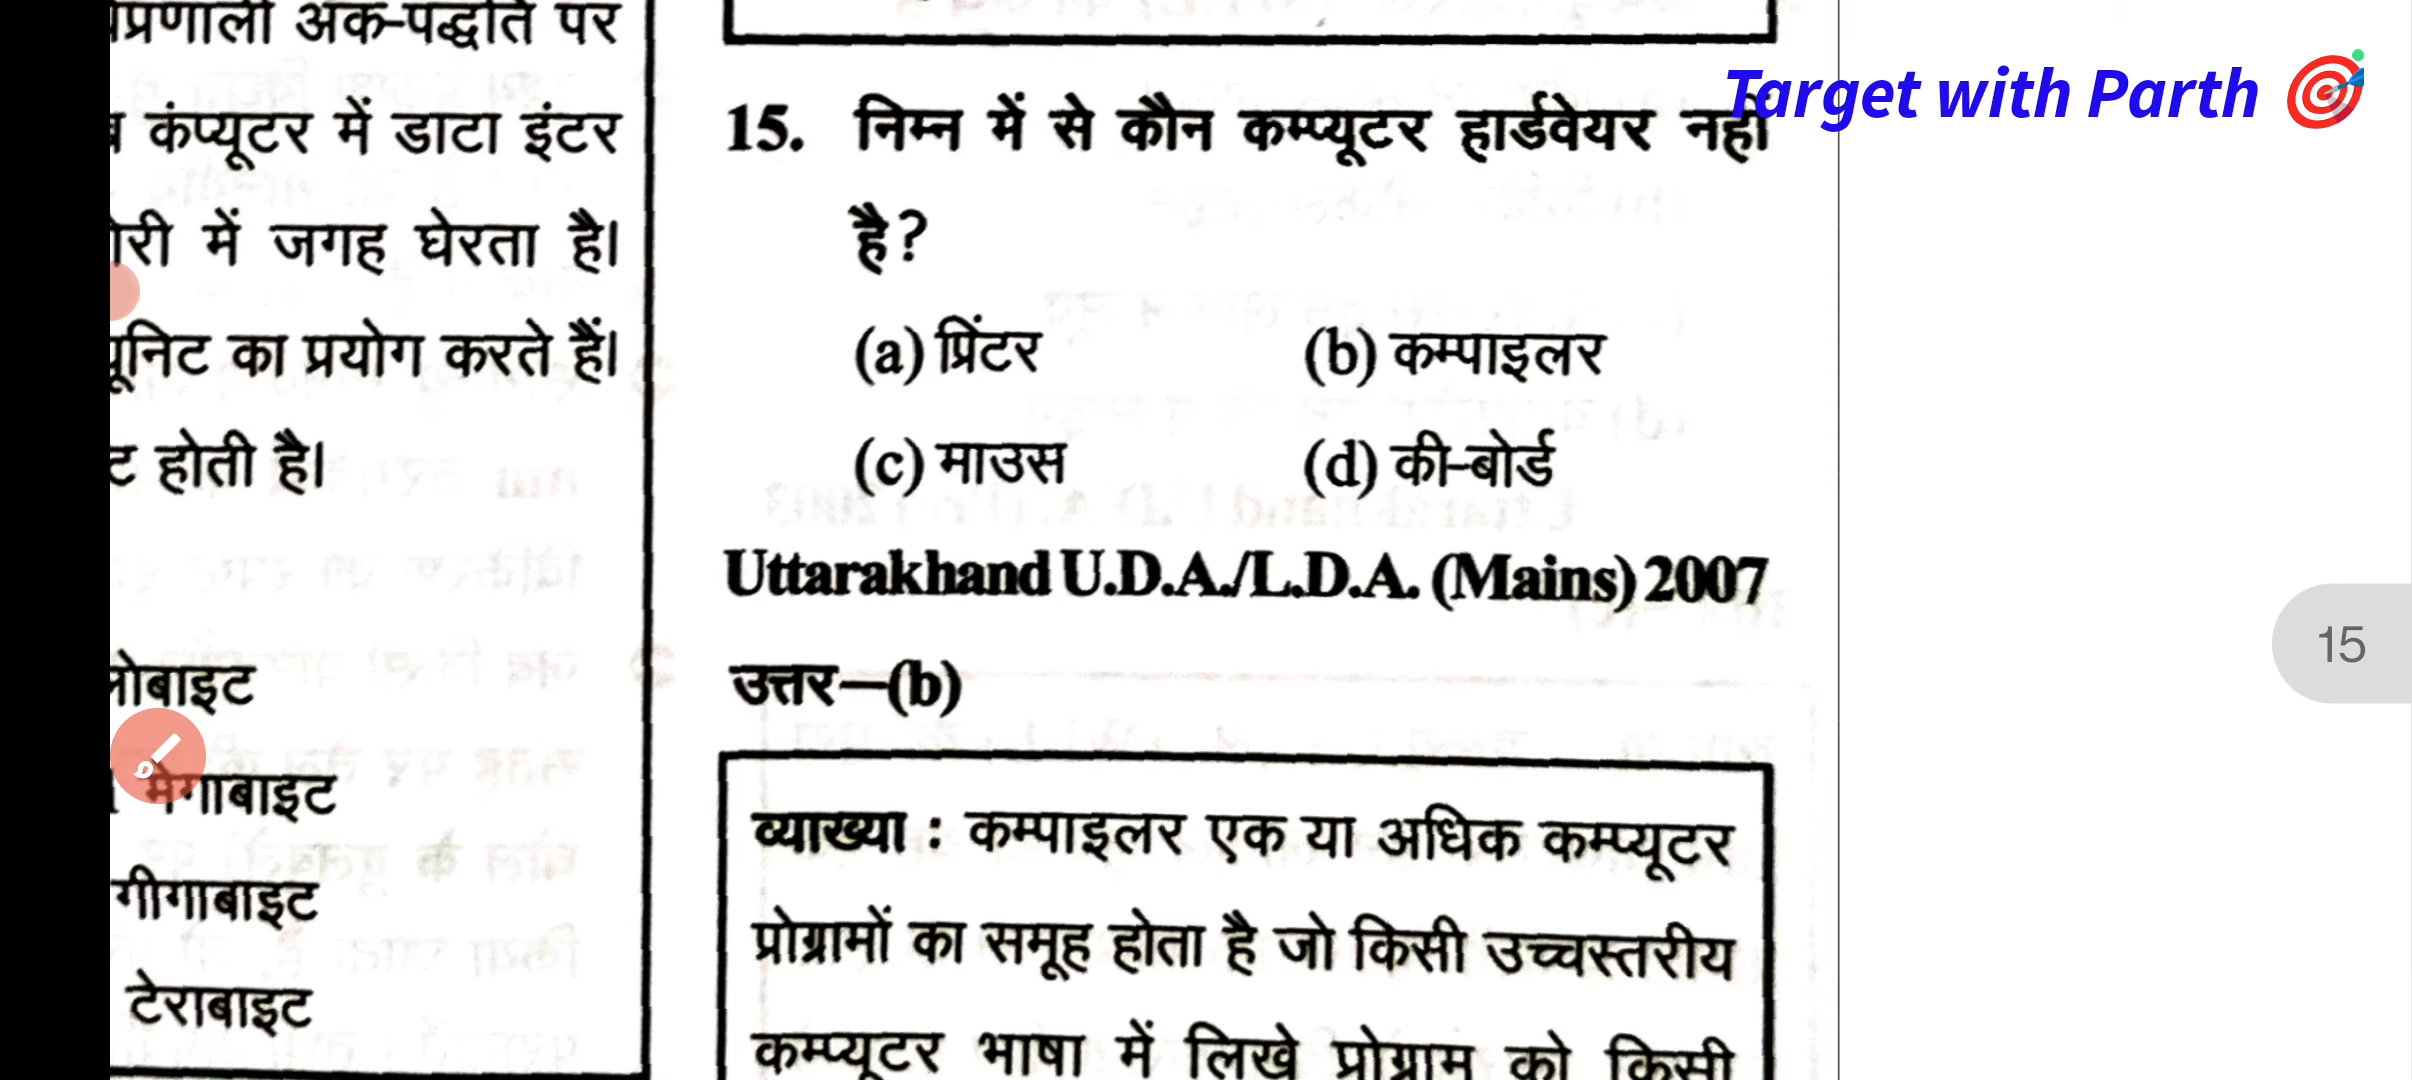 अंक-पद्धति पर
कंप्यूटर में डाटा इंटर
में जगह घेरता है।
का प्रयोग करते हैं।
होती है।
मेगाबाइट
गीगाबाइट
टेराबाइट
Target with Parth
15. निम्न में से कौन कम्प्यूटर हार्डवेयर नहीं
है?
(a) प्रिंटर (b) कम्पाइलर
(c) माउस (d) की-बोर्ड
Uttarakhand U.D.A./L.D.A. (Mains) 2007
उत्तर—(b)
व्याख्या : कम्पाइलर एक या अधिक कम्प्यूटर
प्रोग्रामों का समूह होता है जो किसी उच्चस्तरीय
कम्प्यूटर भाषा में लिखे प्रोग्राम को किसी
15